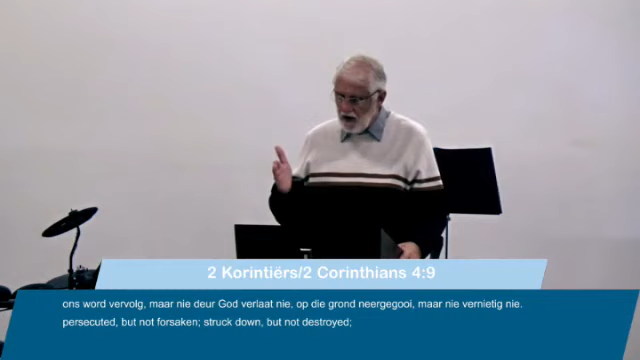 2 Korintiërs/2 Corinthians 4:9
ons word vervolg, maar nie deur God verlaat nie, op die grond neergegooi, maar nie vernietig nie.
persecuted, but not forsaken; struck down, but not destroyed;